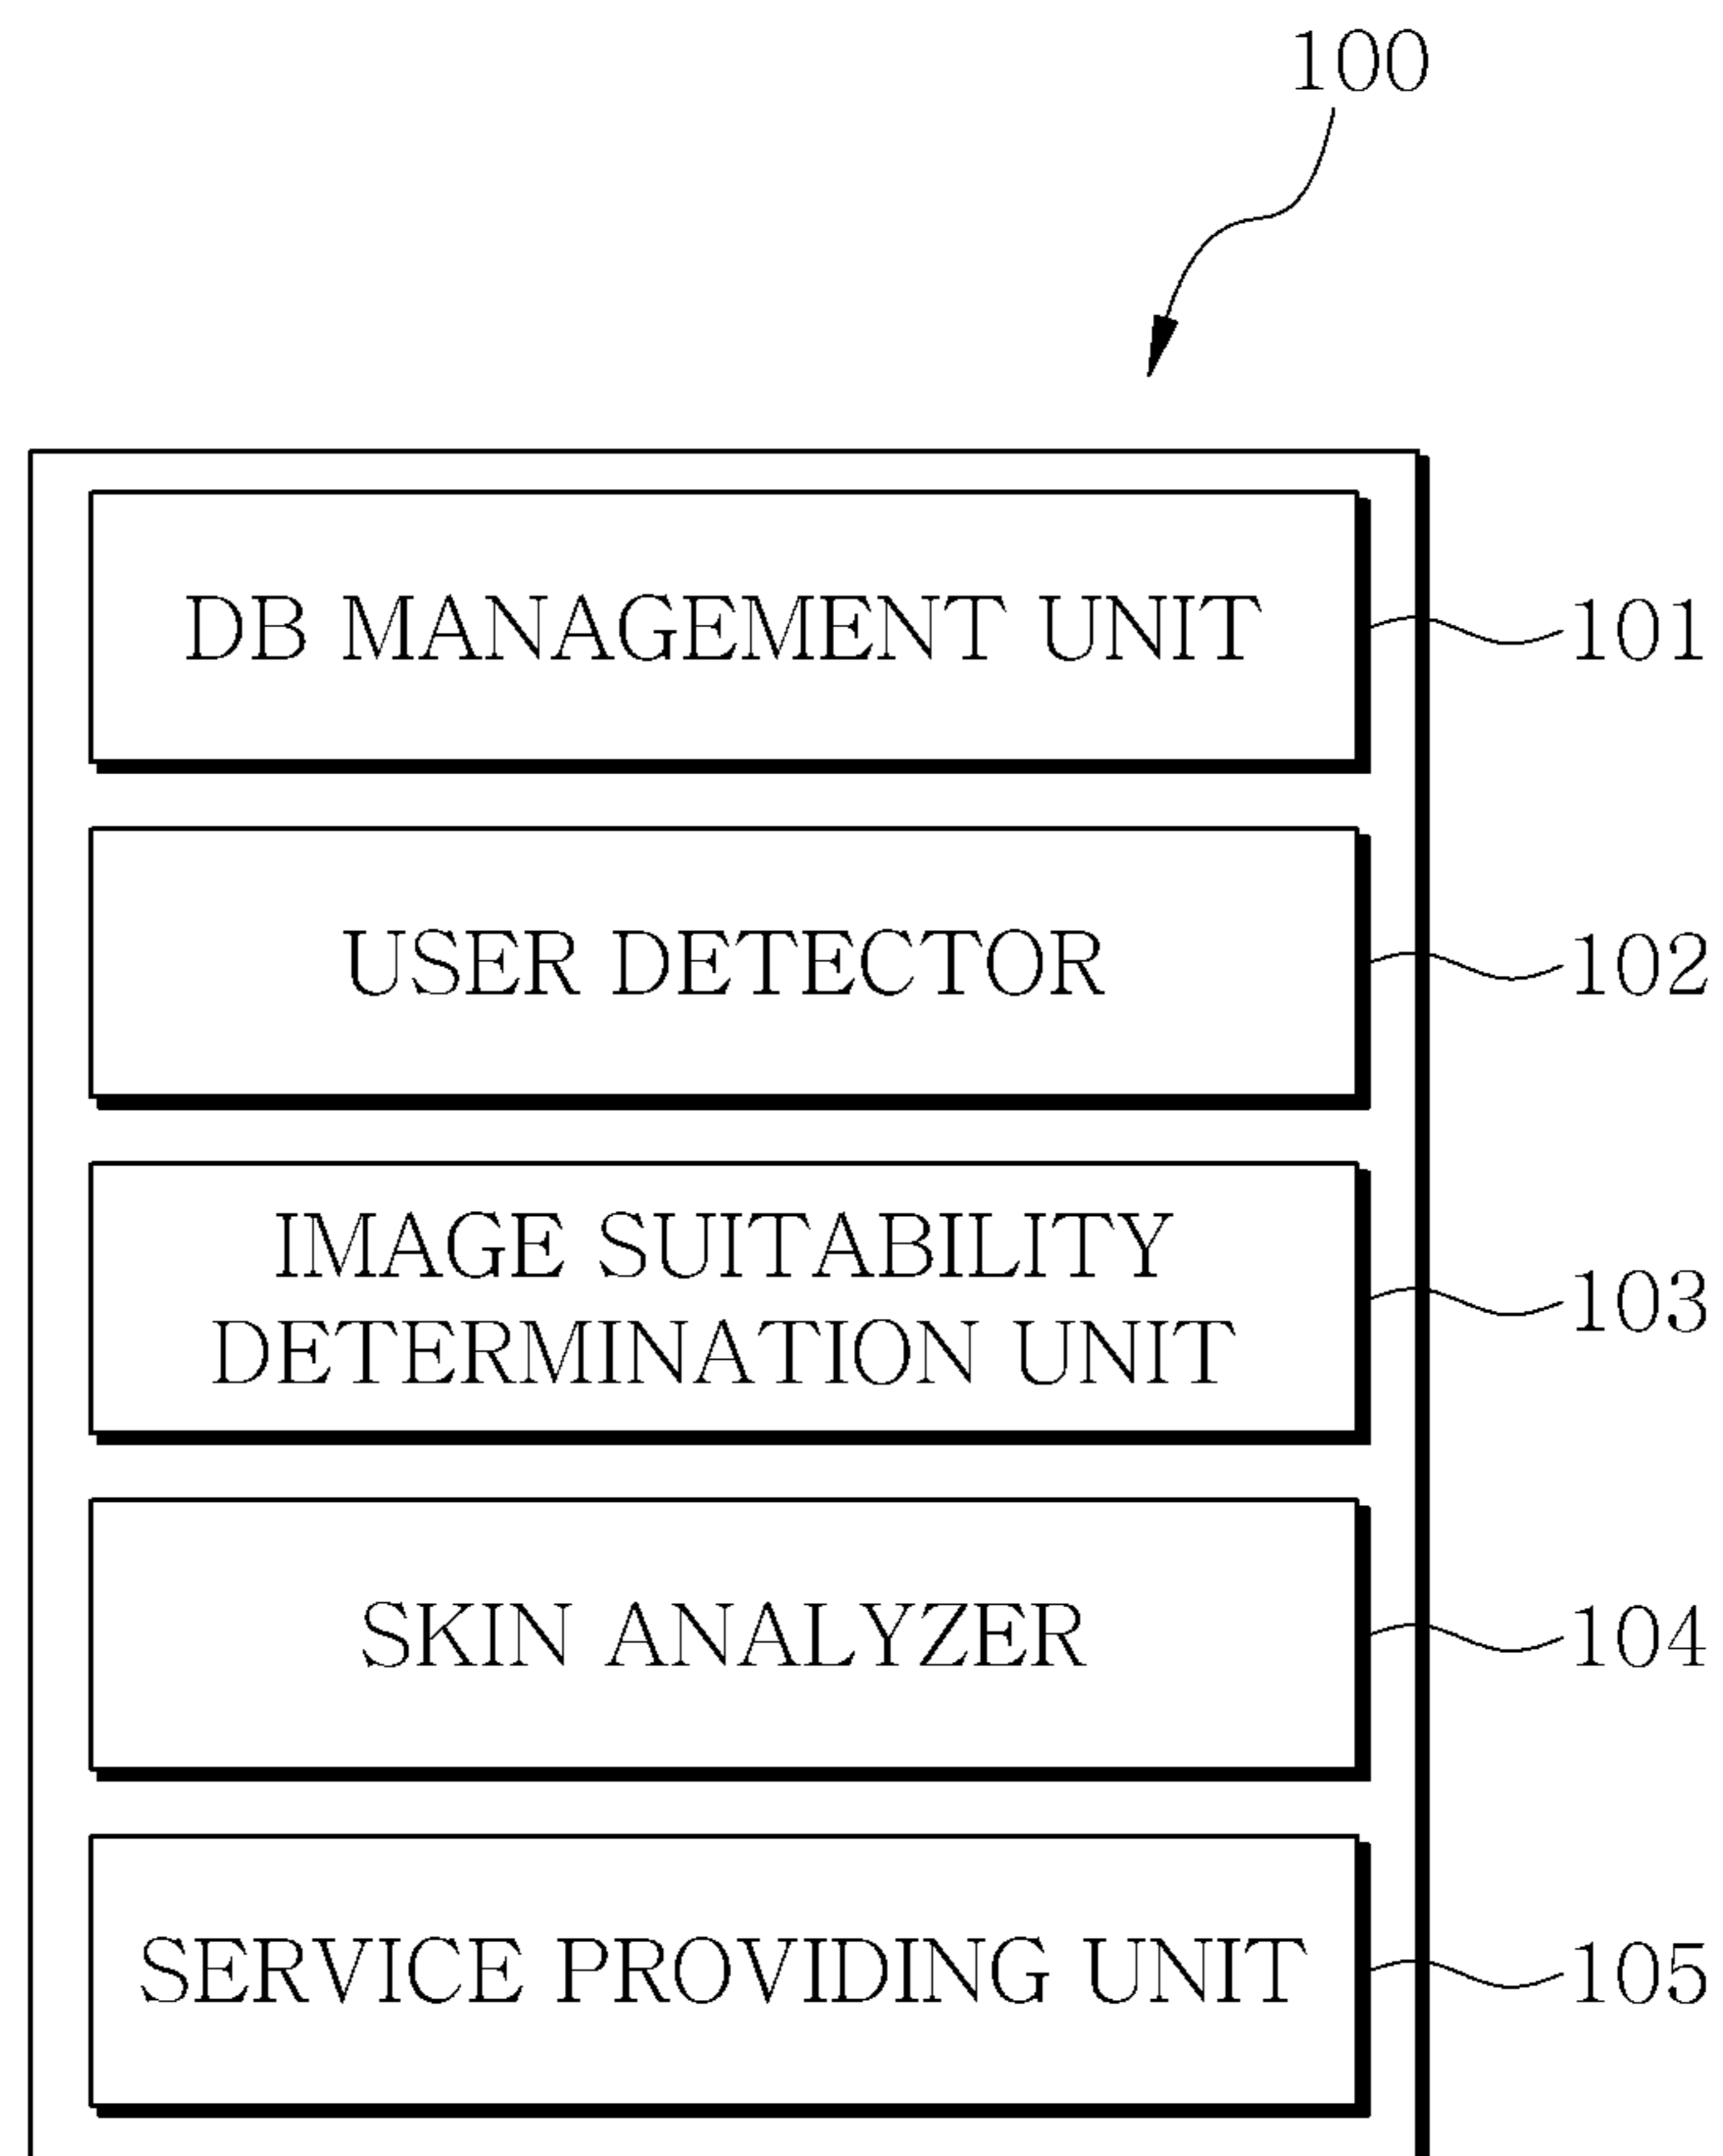 100
DB MANAGEMENT UNIT
101
USER DETECTOR
102
IMAGE SUITABILITY
DETERMINATION UNIT
103
SKIN ANALYZER
104
SERVICE PROVIDING UNIT
105